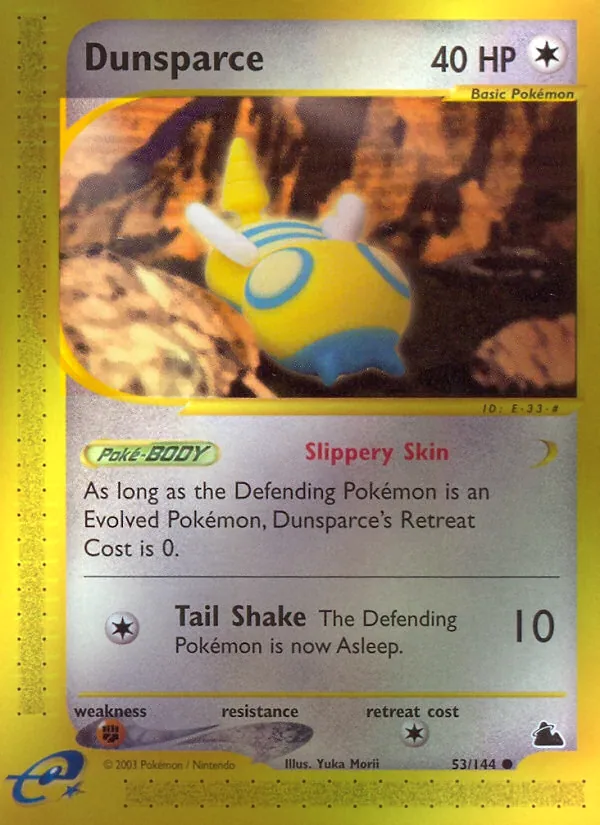 Dunsparce 40 HP
Basic Pokémon
ID: E-33-#
Poké-BODY Slippery Skin
As long as the Defending Pokémon is an
Evolved Pokémon, Dunsparce's Retreat
Cost is 0.
Tail Shake The Defending 10
Pokémon is now Asleep.
weakness resistance retreat cost
© 2003 Pokémon / Nintendo Illus. Yuka Morii 53/144
e